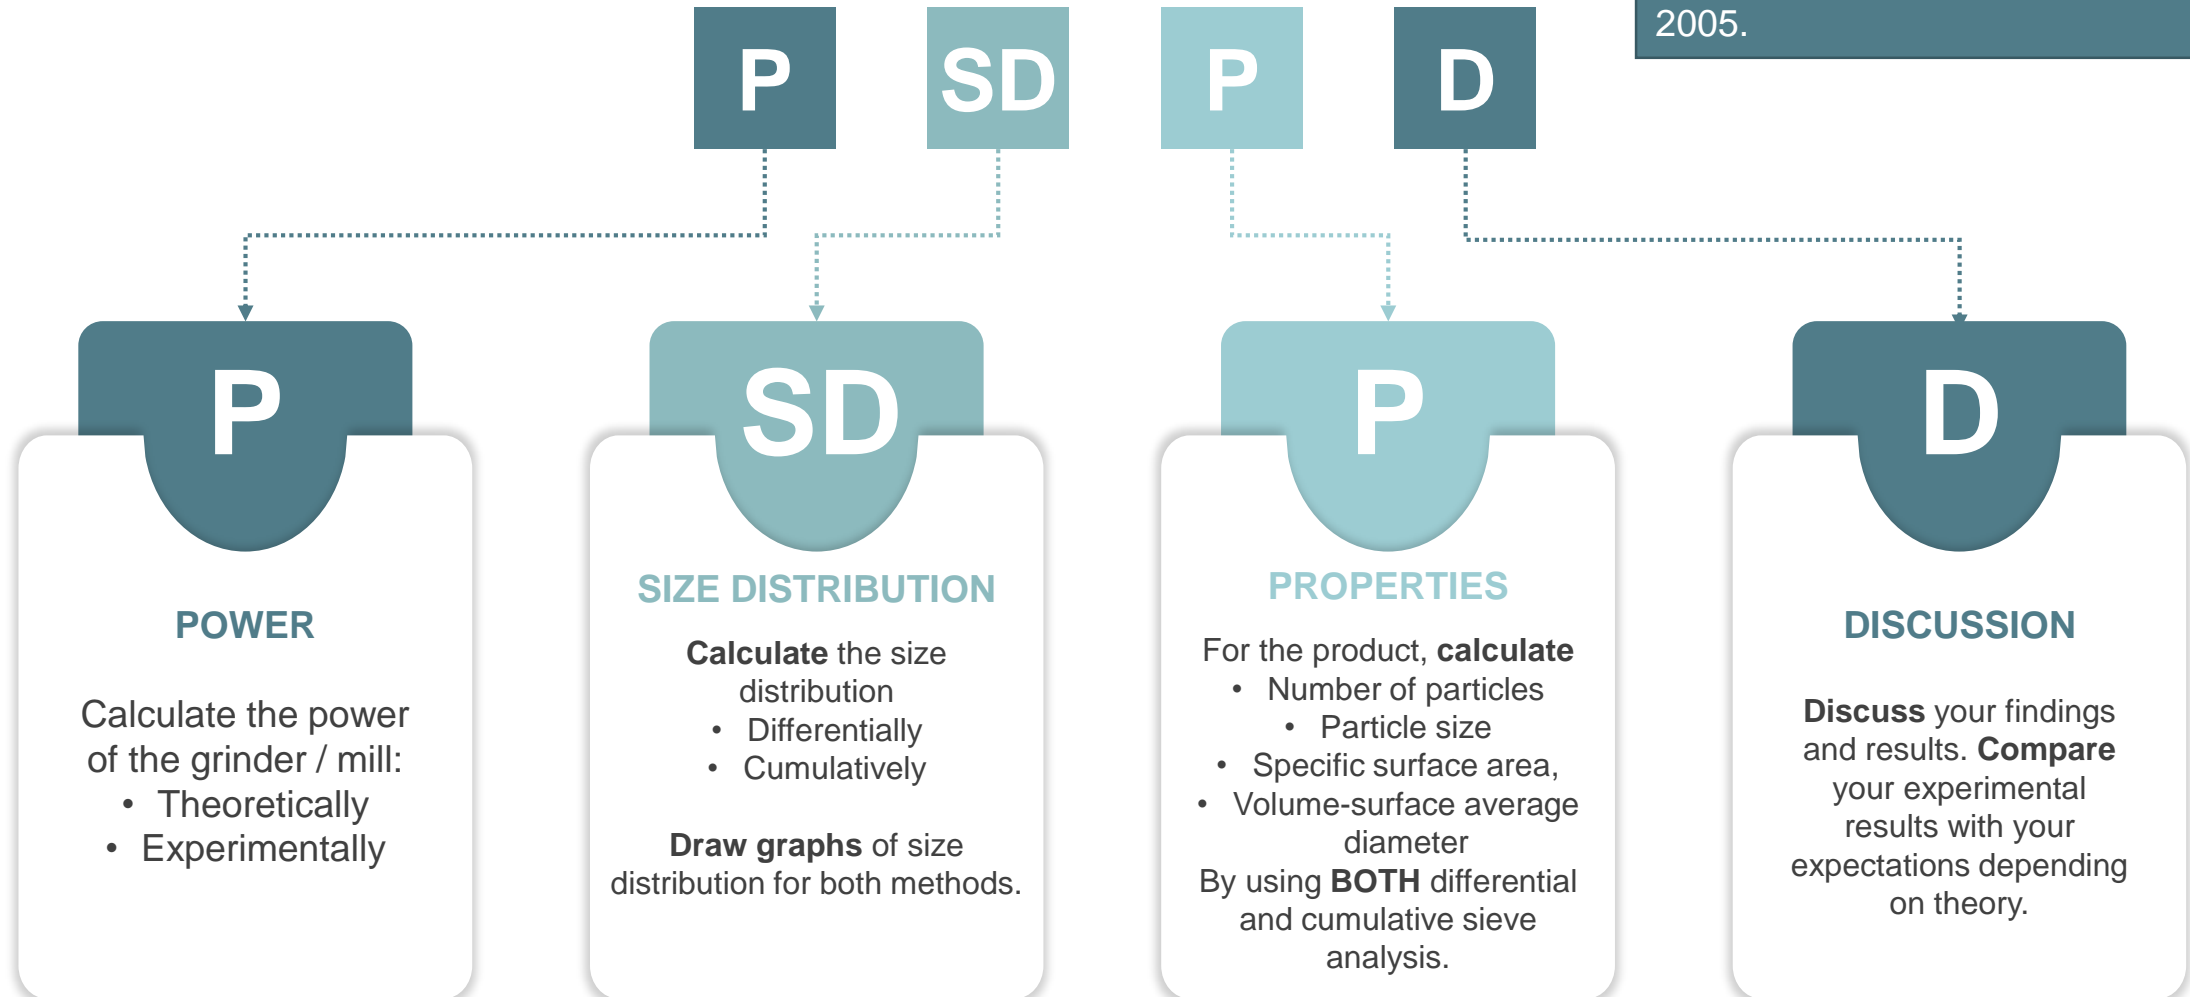 2005.
P
SD
P
D
P
POWER
Calculate the power
of the grinder / mill:
• Theoretically
• Experimentally
SD
SIZE DISTRIBUTION
Calculate the size
distribution
• Differentially
• Cumulatively
Draw graphs of size
distribution for both methods.
P
PROPERTIES
For the product, calculate
• Number of particles
• Particle size
• Specific surface area,
• Volume-surface average
diameter
By using BOTH differential
and cumulative sieve
analysis.
D
DISCUSSION
Discuss your findings
and results. Compare
your experimental
results with your
expectations depending
on theory.